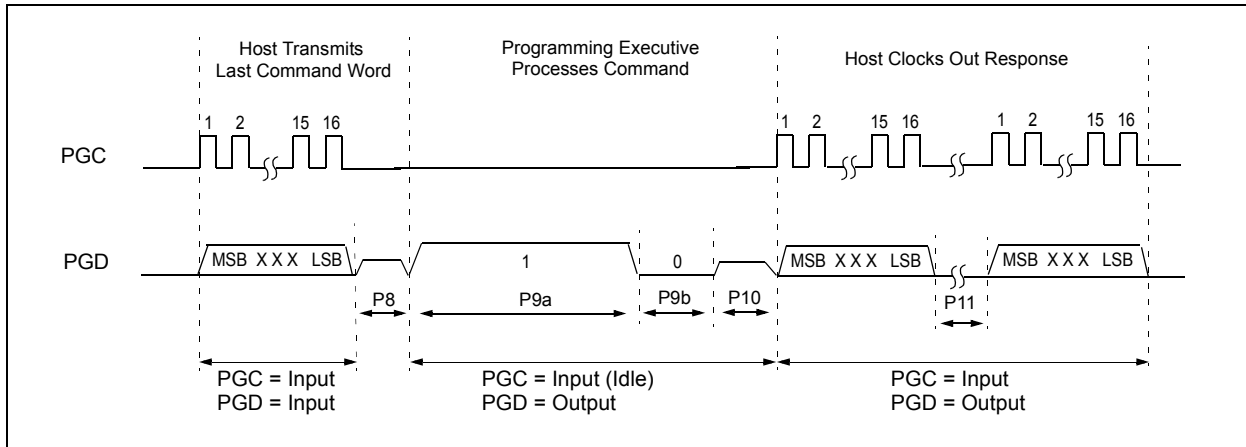 Host Transmits
Last Command Word
Programming Executive
Processes Command
Host Clocks Out Response
1 2 15 16
1 2 15 16
1 2 15 16
PGC
PGD
MSB X X X LSB
1
0
MSB X X X LSB
MSB X X X LSB
P8
P9a
P9b
P10
P11
PGC = Input
PGD = Input
PGC = Input (Idle)
PGD = Output
PGC = Input
PGD = Output